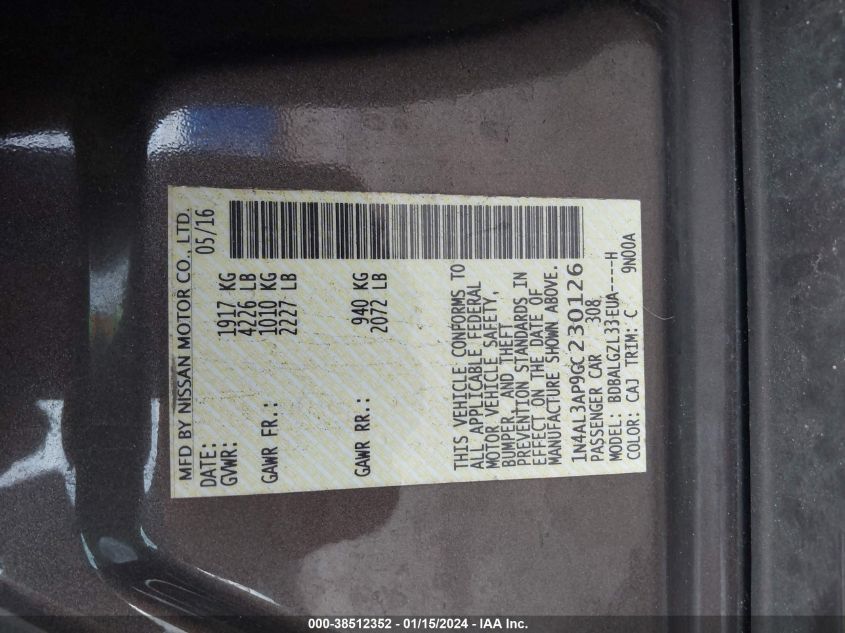 MFD BY NISSAN MOTOR CO., LTD.
DATE: 05/16
GVWR: 1917 KG
4226 LB
GAWR FR.: 1010 KG
2227 LB
GAWR RR.: 940 KG
2072 LB
THIS VEHICLE CONFORMS TO
ALL APPLICABLE FEDERAL
MOTOR VEHICLE SAFETY,
BUMPER, AND THEFT
PREVENTION STANDARDS IN
EFFECT ON THE DATE OF
MANUFACTURE SHOWN ABOVE.
1N4AL3AP9GC230126
PASSENGER CAR 308
MODEL: BDBALGZL33EUA----H
COLOR: CAJ TRIM: C 9N00A
000-38512352 - 01/15/2024 - IAA Inc.